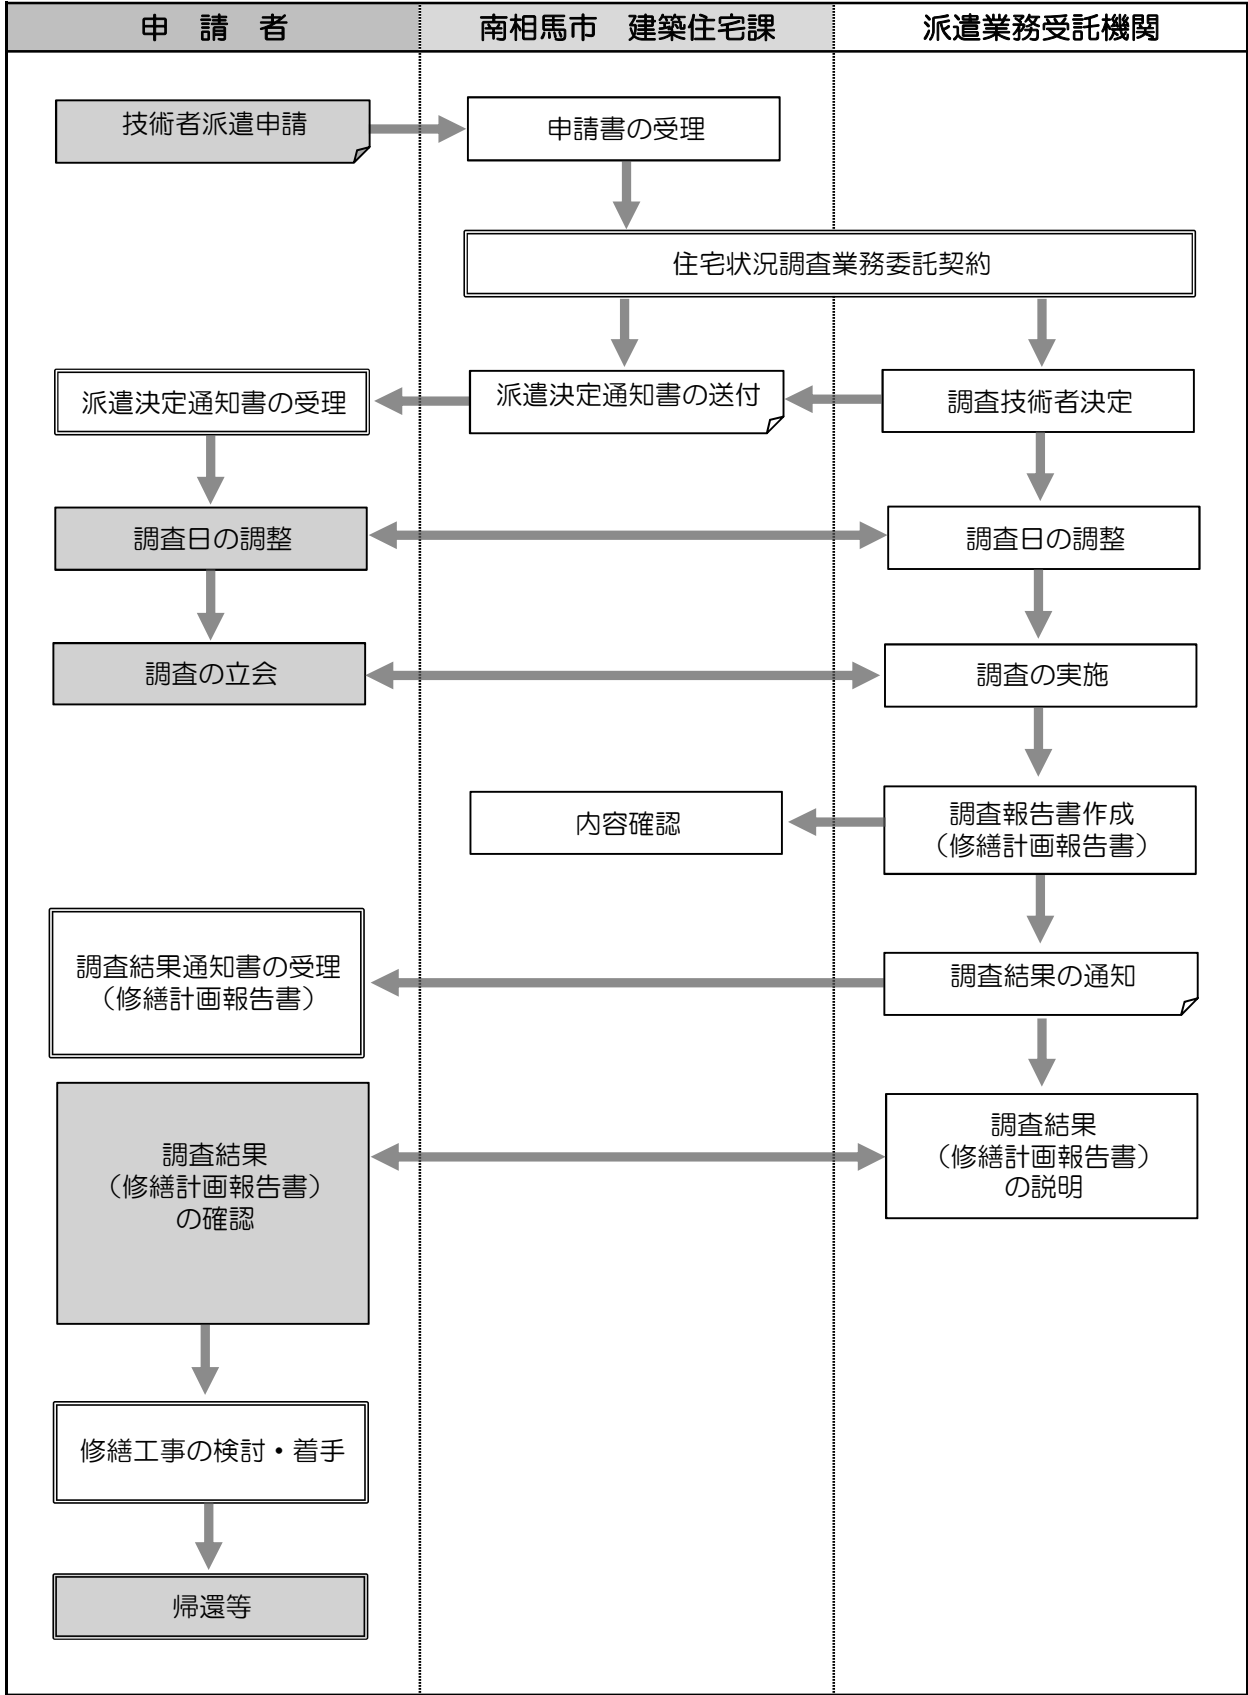 申　請　者
南相馬市　建築住宅課
派遣業務受託機関
技術者派遣申請
申請書の受理
住宅状況調査業務委託契約
派遣決定通知書の受理
派遣決定通知書の送付
調査技術者決定
調査日の調整
調査日の調整
調査の立会
調査の実施
内容確認
調査報告書作成
（修繕計画報告書）
調査結果通知書の受理
（修繕計画報告書）
調査結果の通知
調査結果
（修繕計画報告書）
の確認
調査結果
（修繕計画報告書）
の説明
修繕工事の検討・着手
帰還等